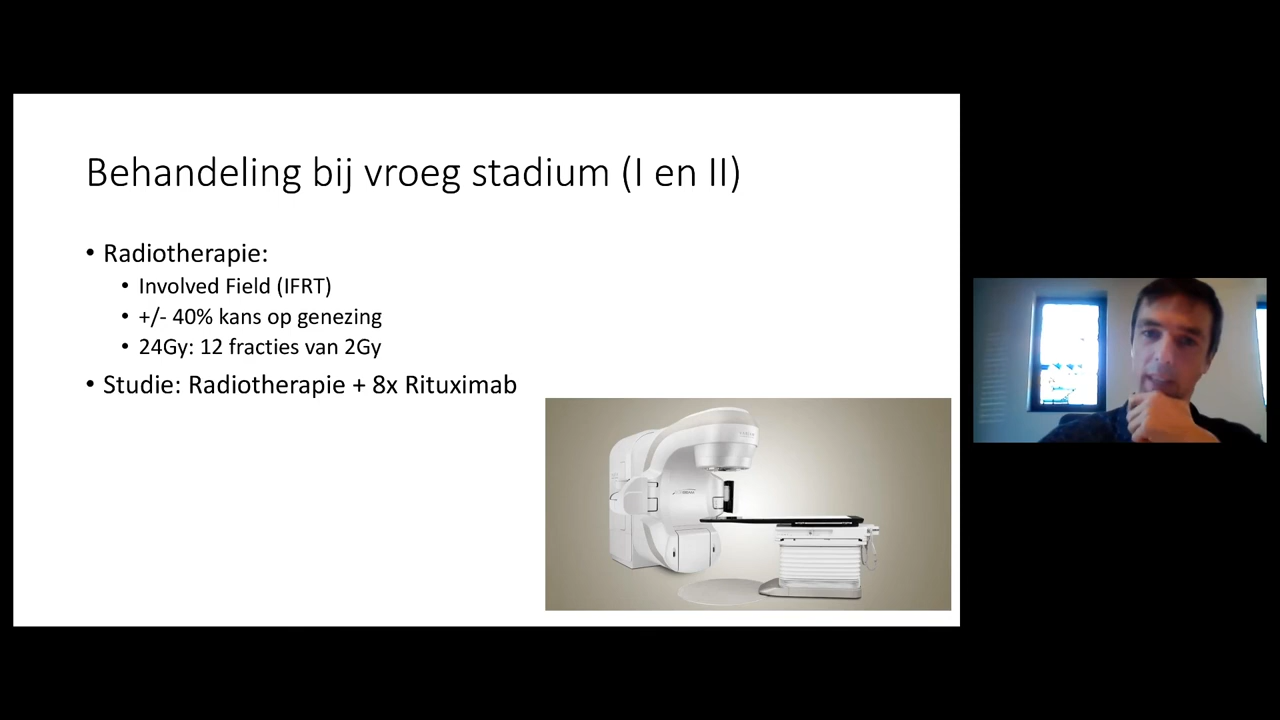 Behandeling bij vroeg stadium (I en II)
• Radiotherapie:
• Involved Field (IFRT)
• +/- 40% kans op genezing
• 24Gy: 12 fracties van 2Gy
• Studie: Radiotherapie + 8x Rituximab